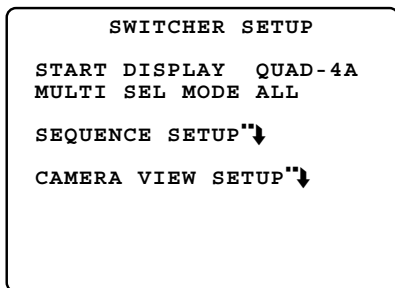 SWITCHER SETUP
START DISPLAY QUAD-4A
MULTI SEL MODE ALL
SEQUENCE SETUP
CAMERA VIEW SETUP